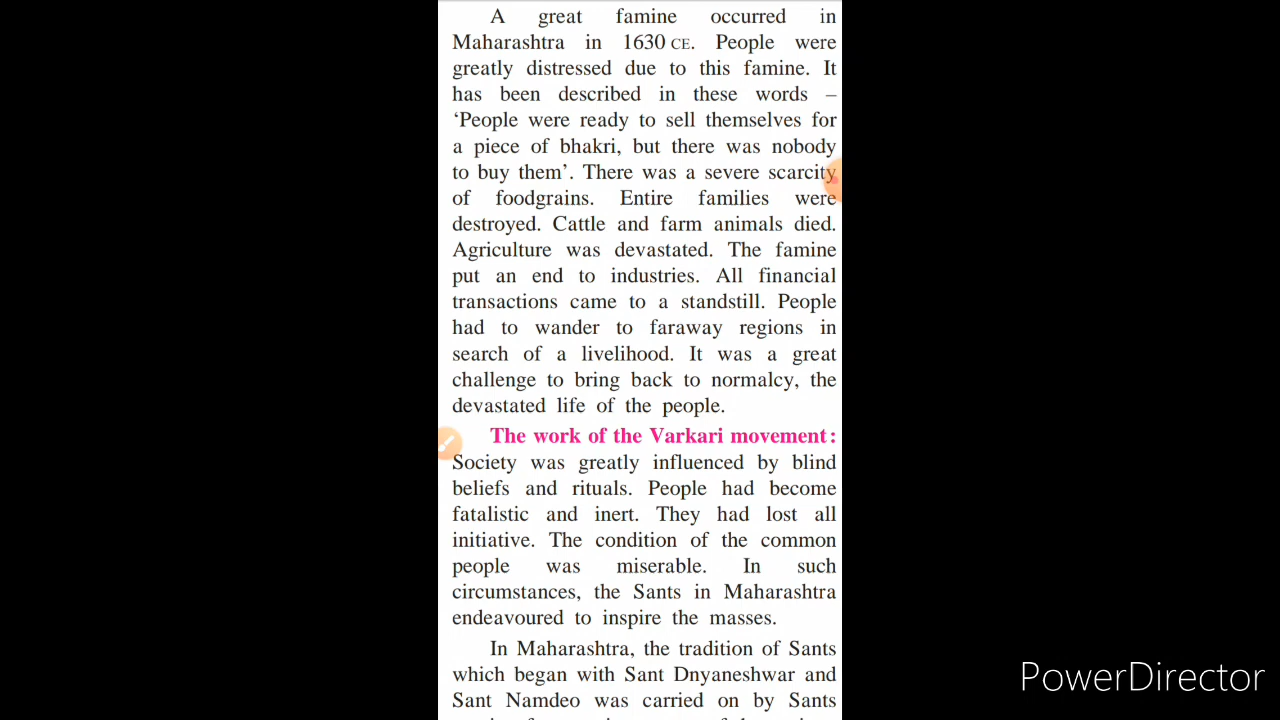 A great famine occurred in
Maharashtra in 1630 CE. People were
greatly distressed due to this famine. It
has been described in these words –
‘People were ready to sell themselves for
a piece of bhakri, but there was nobody
to buy them’. There was a severe scarcity
of foodgrains. Entire families were
destroyed. Cattle and farm animals died.
Agriculture was devastated. The famine
put an end to industries. All financial
transactions came to a standstill. People
had to wander to faraway regions in
search of a livelihood. It was a great
challenge to bring back to normalcy, the
devastated life of the people.
The work of the Varkari movement :
Society was greatly influenced by blind
beliefs and rituals. People had become
fatalistic and inert. They had lost all
initiative. The condition of the common
people was miserable. In such
circumstances, the Sants in Maharashtra
endeavoured to inspire the masses.
In Maharashtra, the tradition of Sants
which began with Sant Dnyaneshwar and
Sant Namdeo was carried on by Sants
PowerDirector